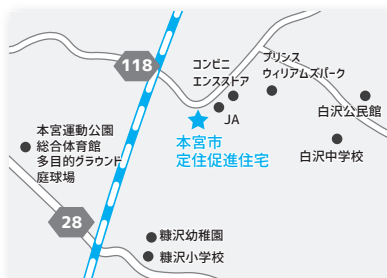 118
コンビニ
エンスストア
プリンス
ウィリアムズパーク
白沢公民館
JA
本宮市
定住促進住宅
白沢中学校
本宮運動公園
総合体育館
多目的グラウンド
庭球場
28
糠沢幼稚園
糠沢小学校